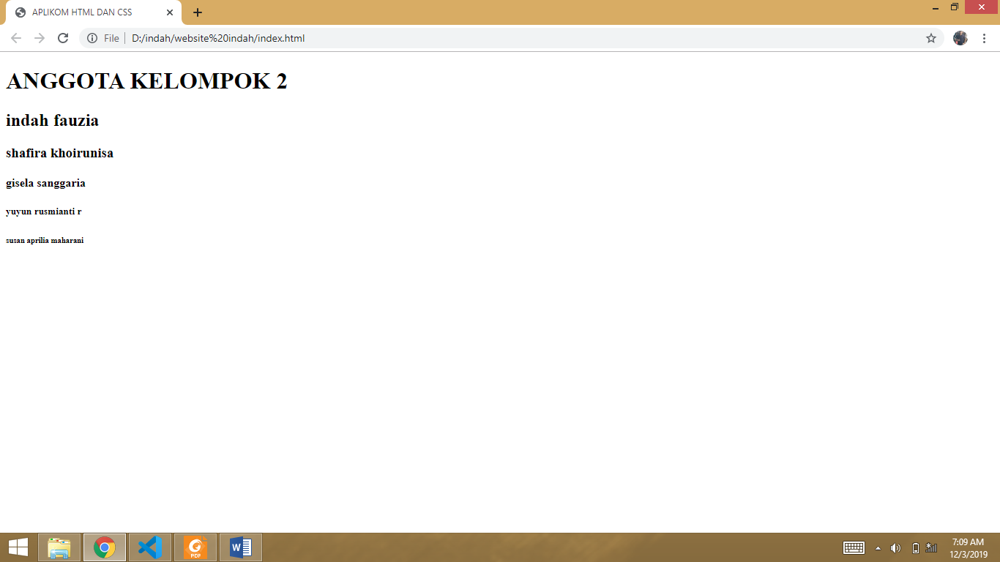 APLIKOM HTML DAN CSS
File D:/indah/website%20indah/index.html
ANGGOTA KELOMPOK 2
indah fauzia
shafira khoirunisa
gisela sanggaria
yuyun rusmianti r
susan aprilia maharani
PDF
W
7:09 AM
12/3/2019